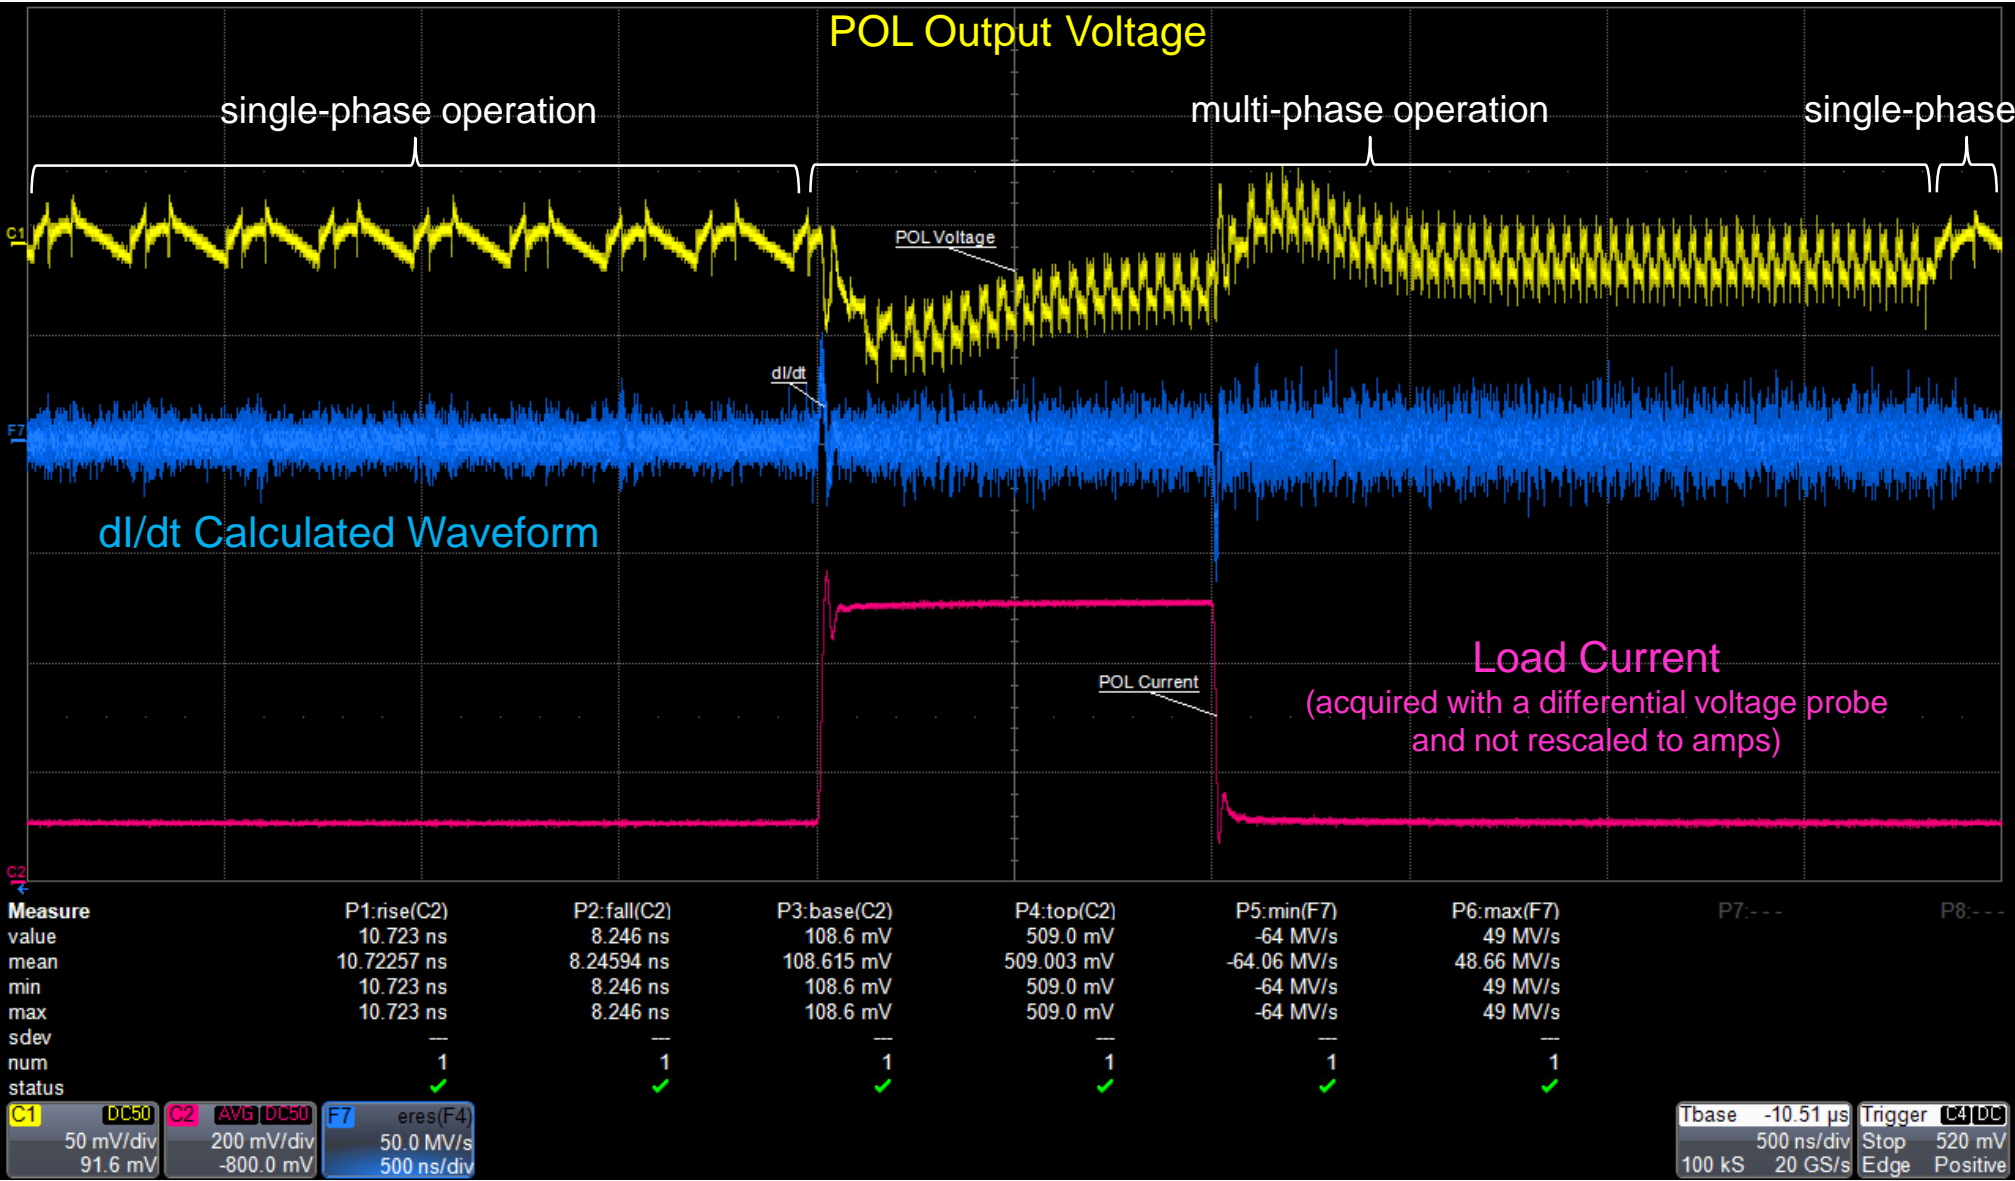 POL Output Voltage
single-phase operation
multi-phase operation
single-phase
C1
POL Voltage
dI/dt
F7
dI/dt Calculated Waveform
Load Current
POL Current
(acquired with a differential voltage probe
and not rescaled to amps)
C2
Measure P1:rise(C2) P2:fall(C2) P3:base(C2) P4:top(C2) P5:min(F7) P6:max(F7) P7:- - - P8:- - -
value 10.723 ns 8.246 ns 108.6 mV 509.0 mV -64 MV/s 49 MV/s
mean 10.72257 ns 8.24594 ns 108.615 mV 509.003 mV -64.06 MV/s 48.66 MV/s
min 10.723 ns 8.246 ns 108.6 mV 509.0 mV -64 MV/s 49 MV/s
max 10.723 ns 8.246 ns 108.6 mV 509.0 mV -64 MV/s 49 MV/s
sdev --- --- --- --- --- ---
num 1 1 1 1 1 1
status
C1 DC50
50 mV/div
91.6 mV
C2 AVG DC50
200 mV/div
-800.0 mV
F7 eres(F4)
50.0 MV/s
500 ns/div
Tbase -10.51 µs
500 ns/div
100 kS 20 GS/s
Trigger C4 DC
Stop 520 mV
Edge Positive